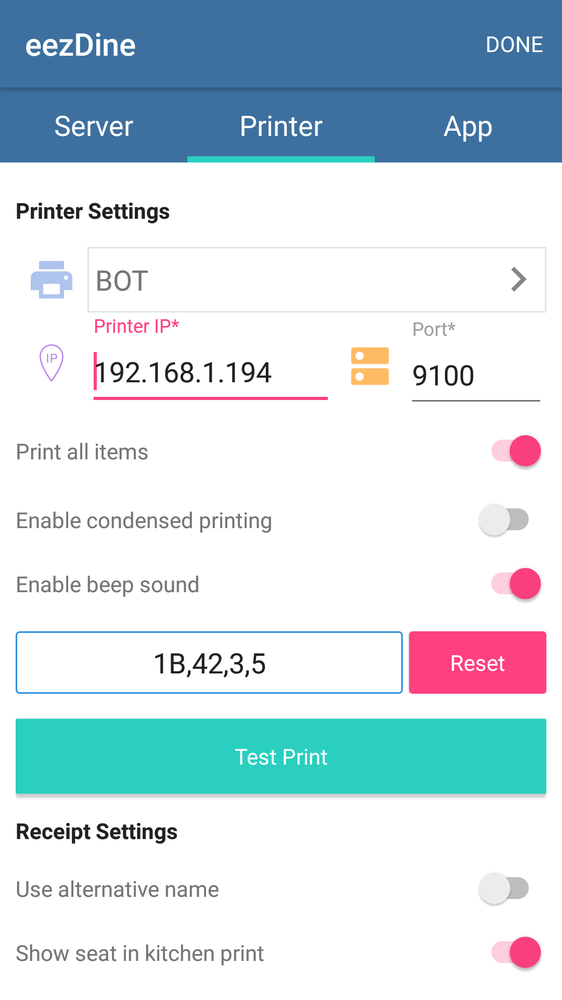 eezDine
DONE
Server
Printer
App
Printer Settings
BOT
Printer IP*
Port*
IP
192.168.1.194
9100
Print all items
Enable condensed printing
Enable beep sound
1B,42,3,5
Reset
Test Print
Receipt Settings
Use alternative name
Show seat in kitchen print